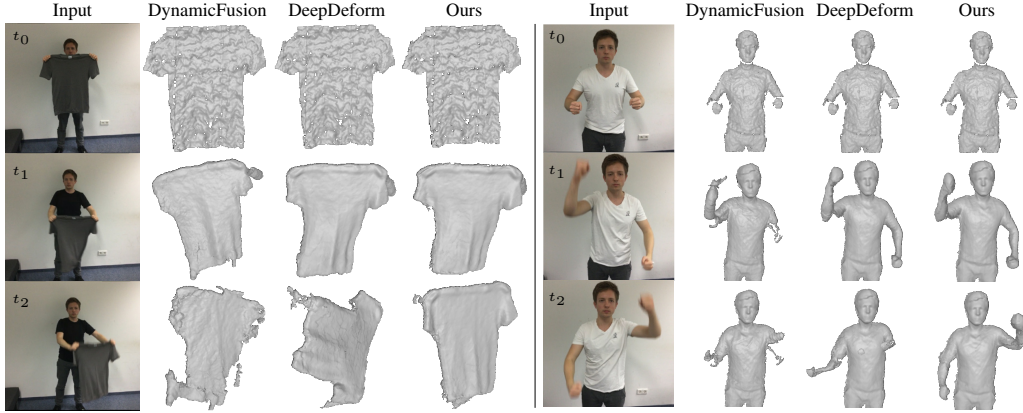 Input DynamicFusion DeepDeform Ours Input DynamicFusion DeepDeform Ours
t0 t0
t1 t1
t2 t2